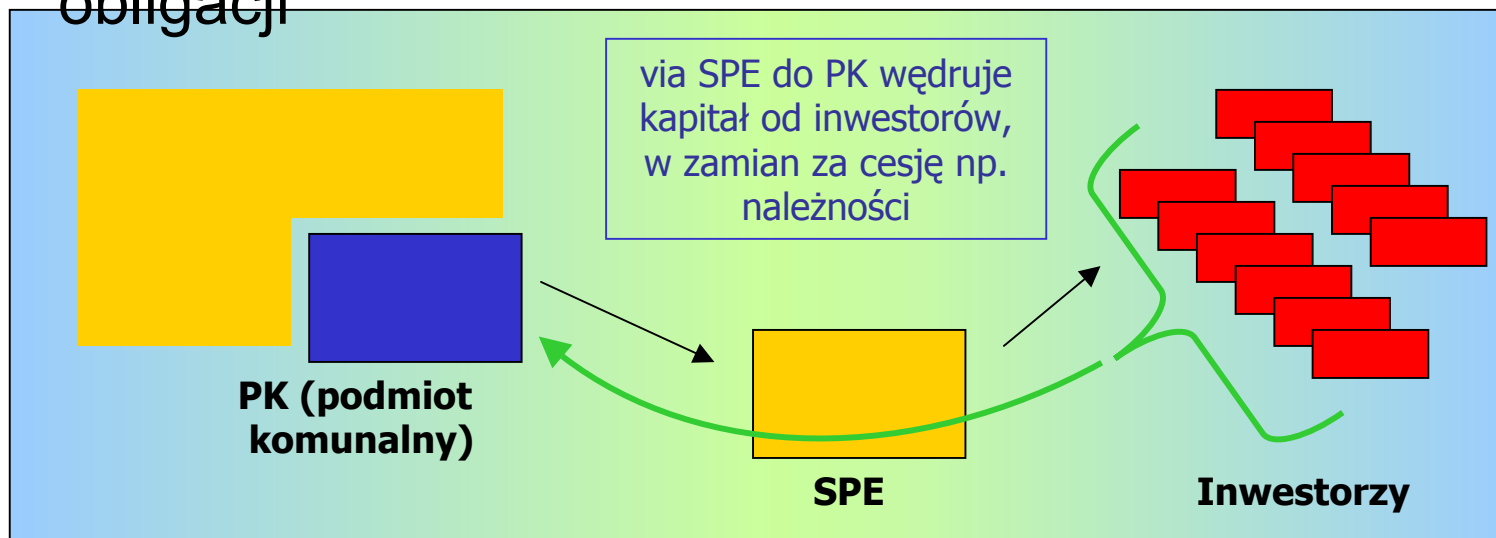 obligacji
via SPE do PK wędruje
kapitał od inwestorów,
w zamian za cesję np.
należności
PK (podmiot
komunalny)
SPE
Inwestorzy